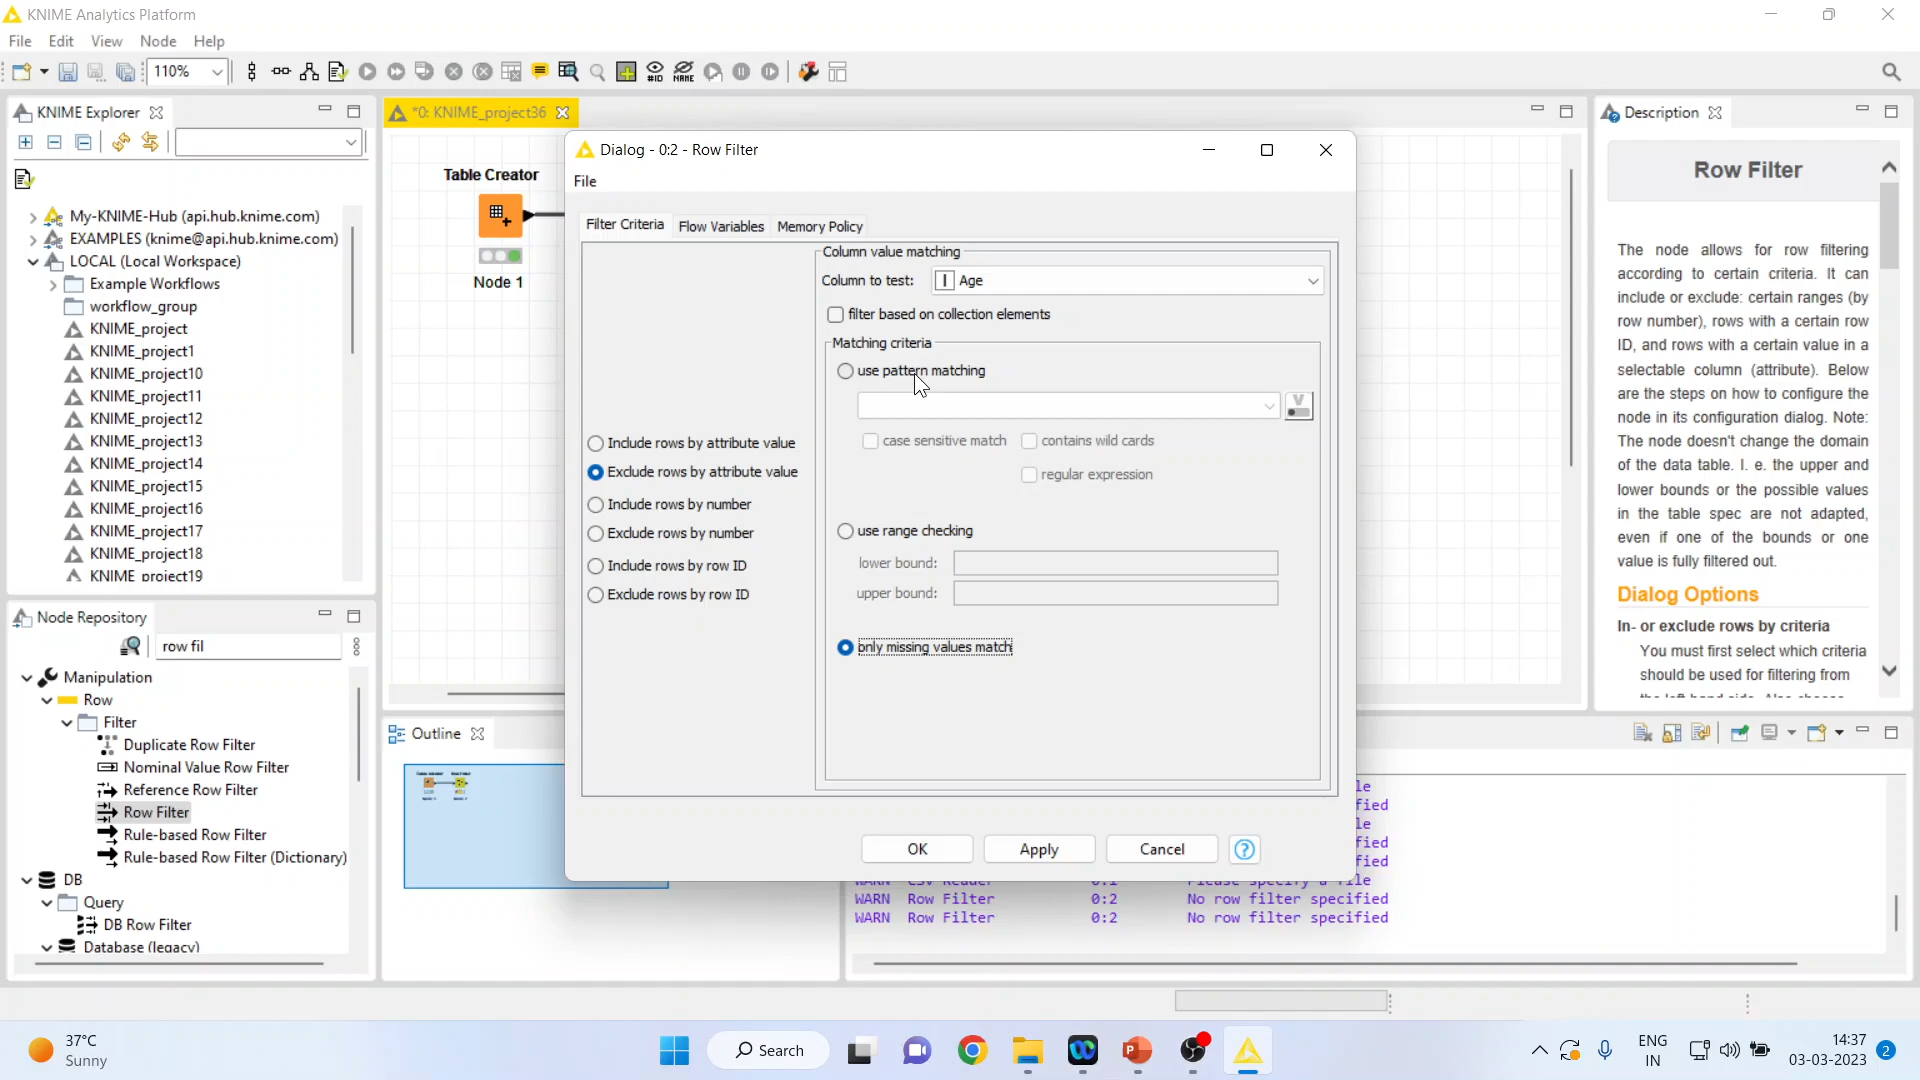 KNIME Analytics Platform
File Edit View Node Help
110%
#ID NAME
KNIME Explorer
My-KNIME-Hub (api.hub.knime.com)
EXAMPLES (knime@api.hub.knime.com)
LOCAL (Local Workspace)
Example Workflows
workflow_group
KNIME_project
KNIME_project1
KNIME_project10
KNIME_project11
KNIME_project12
KNIME_project13
KNIME_project14
KNIME_project15
KNIME_project16
KNIME_project17
KNIME_project18
KNIME_project19
Node Repository
row fil
Manipulation
Row
Filter
Duplicate Row Filter
Nominal Value Row Filter
Reference Row Filter
Row Filter
Rule-based Row Filter
Rule-based Row Filter (Dictionary)
DB
Query
DB Row Filter
Database (legacy)
*0: KNIME_project36
Table Creator
Node 1
Outline
Dialog - 0:2 - Row Filter
File
Filter Criteria Flow Variables Memory Policy
Include rows by attribute value
Exclude rows by attribute value
Include rows by number
Exclude rows by number
Include rows by row ID
Exclude rows by row ID
Column value matching
Column to test: I Age
filter based on collection elements
Matching criteria
use pattern matching
V
case sensitive match contains wild cards
regular expression
use range checking
lower bound:
upper bound:
only missing values match
OK Apply Cancel ?
WARN Row Filter 0:2 No row filter specified
WARN Row Filter 0:2 No row filter specified
Description
Row Filter
The node allows for row filtering
according to certain criteria. It can
include or exclude: certain ranges (by
row number), rows with a certain row
ID, and rows with a certain value in a
selectable column (attribute). Below
are the steps on how to configure the
node in its configuration dialog. Note:
The node doesn't change the domain
of the data table. I. e. the upper and
lower bounds or the possible values
in the table spec are not adapted,
even if one of the bounds or one
value is fully filtered out.
Dialog Options
In- or exclude rows by criteria
You must first select which criteria
should be used for filtering from
37°C
Sunny
Search
ENG
IN
14:37
03-03-2023
2